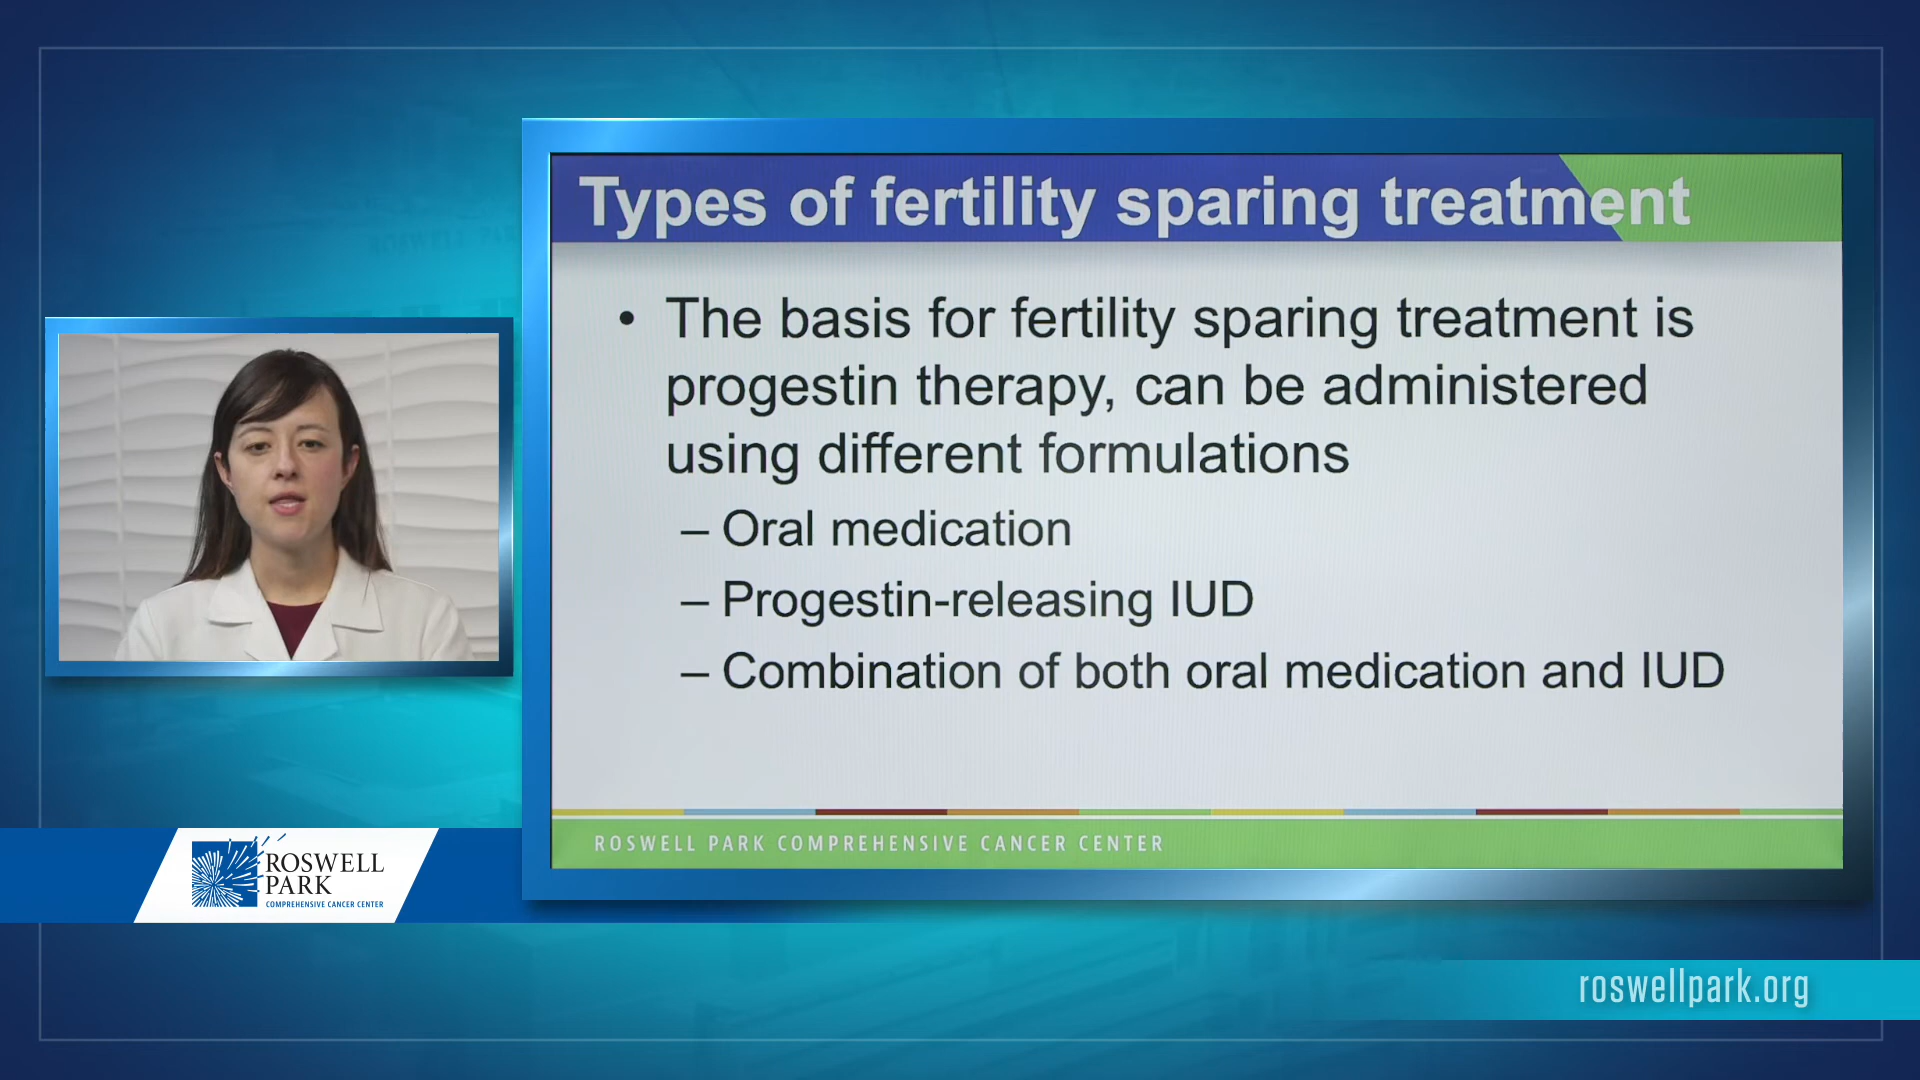 Types of fertility sparing treatment
• The basis for fertility sparing treatment is
progestin therapy, can be administered
using different formulations
– Oral medication
– Progestin-releasing IUD
– Combination of both oral medication and IUD
ROSWELL PARK COMPREHENSIVE CANCER CENTER
ROSWELL
PARK
COMPREHENSIVE CANCER CENTER
roswellpark.org